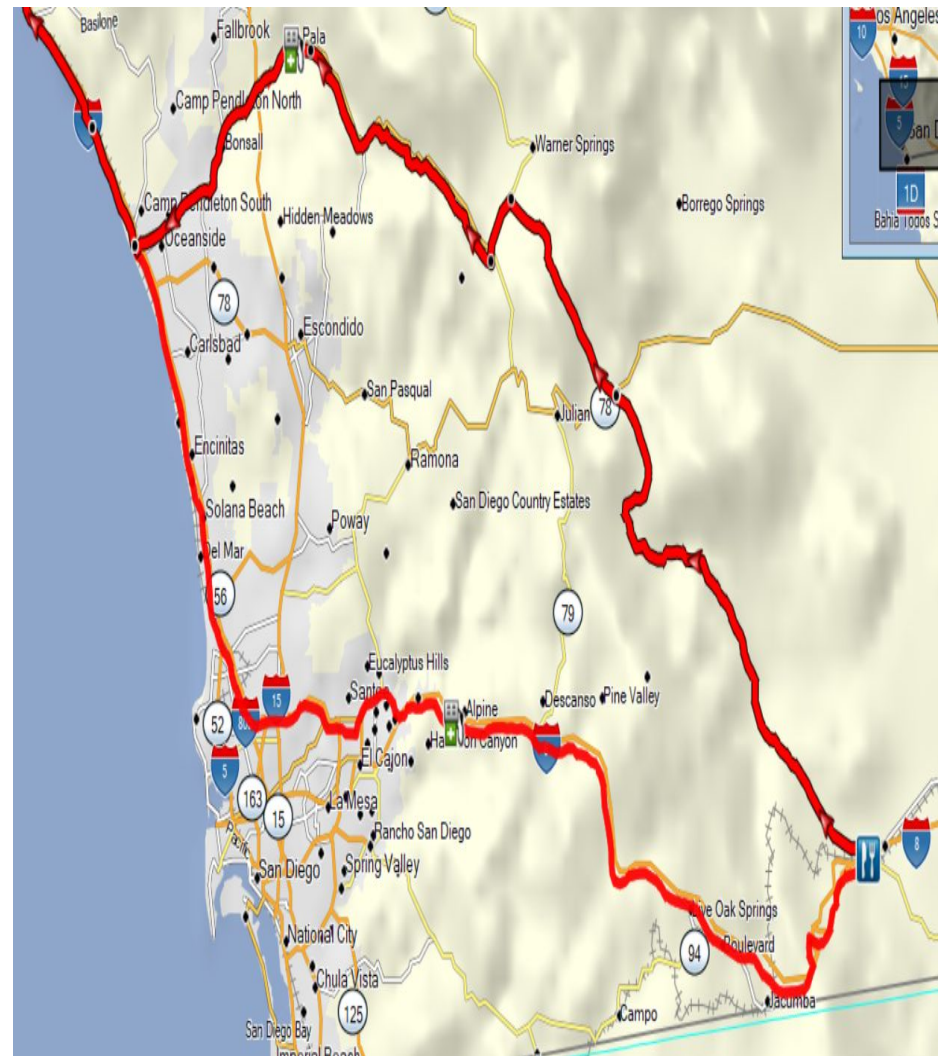 Basilone
Fallbrook
Pala
os Angeles
10
15
5
San D
1D
Bahia Todos S
Camp Pendleton North
Bonsall
Warner Springs
Borrego Springs
Camp Pendleton South
Hidden Meadows
Oceanside
78
Escondido
Carlsbad
San Pasqual
78
Julian
Encinitas
Ramona
Solana Beach
San Diego Country Estates
Poway
Del Mar
56
79
Eucalyptus Hills
15
Alpine
Descanso
Pine Valley
52
5
El Cajon
163
15
La Mesa
8
Pacific
Rancho San Diego
San Diego
Spring Valley
Live Oak Springs
National City
94
Boulevard
Chula Vista
Jacumba
125
Campo
San Diego Bay
Imperial Beach